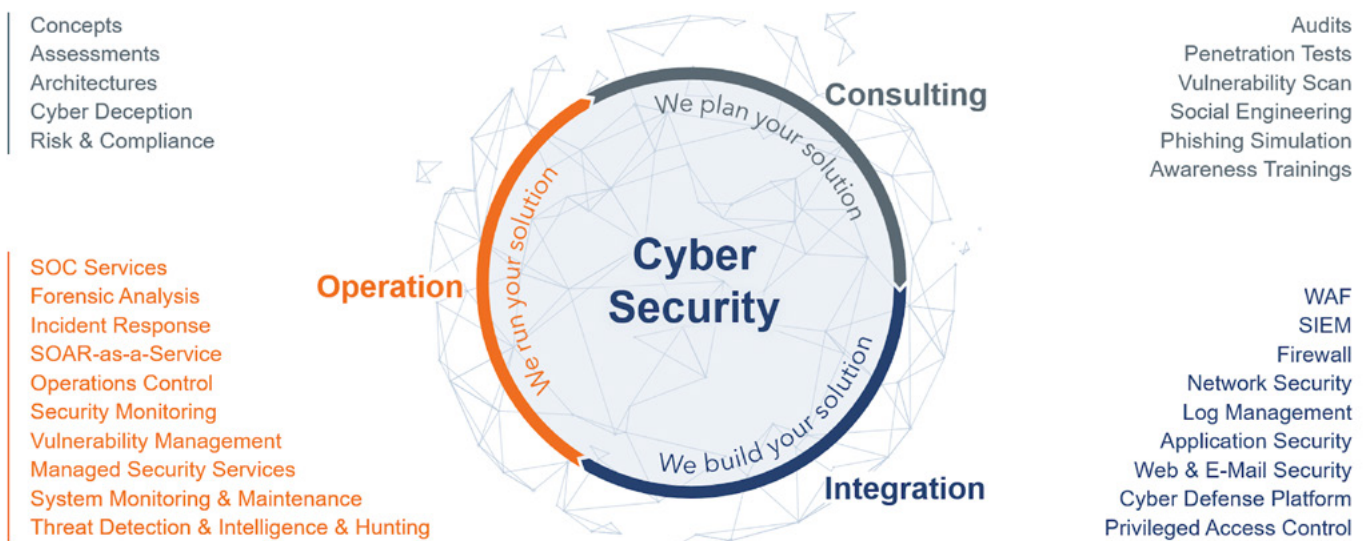 Concepts
Assessments
Architectures
Cyber Deception
Risk & Compliance
Audits
Penetration Tests
Vulnerability Scan
Social Engineering
Phishing Simulation
Awareness Trainings
Consulting
We plan your solution
Cyber
Security
Operation
We run your solution
We build your solution
Integration
SOC Services
Forensic Analysis
Incident Response
SOAR-as-a-Service
Operations Control
Security Monitoring
Vulnerability Management
Managed Security Services
System Monitoring & Maintenance
Threat Detection & Intelligence & Hunting
WAF
SIEM
Firewall
Network Security
Log Management
Application Security
Web & E-Mail Security
Cyber Defense Platform
Privileged Access Control